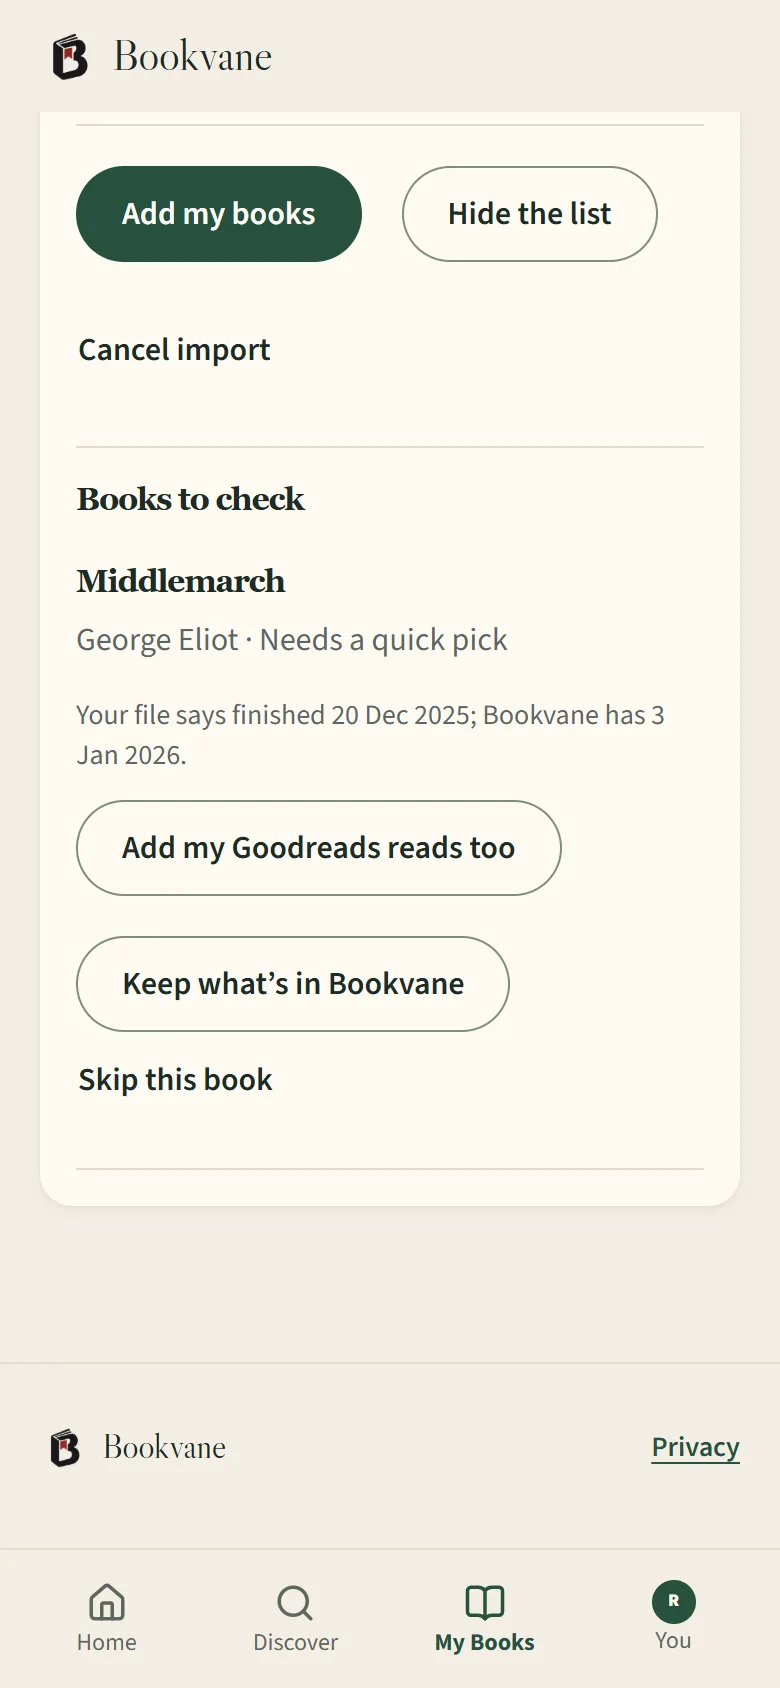 Bookvane
Add my books
Hide the list
Cancel import
Books to check
Middlemarch
George Eliot · Needs a quick pick
Your file says finished 20 Dec 2025; Bookvane has 3
Jan 2026.
Add my Goodreads reads too
Keep what’s in Bookvane
Skip this book
Bookvane
Privacy
Home
Discover
My Books
R
You